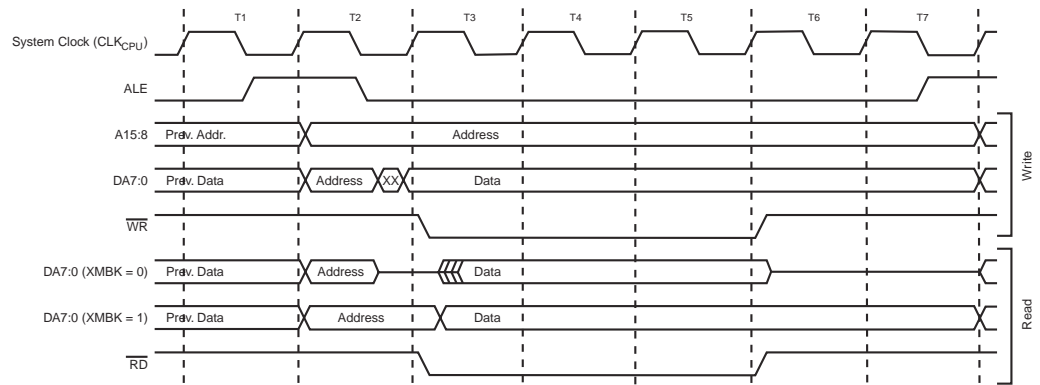 T1 T2 T3 T4 T5 T6 T7
System Clock (CLKCPU)
ALE
A15:8 Prev. Addr. Address
DA7:0 Prev. Data Address XX Data
WR
DA7:0 (XMBK = 0) Prev. Data Address Data
DA7:0 (XMBK = 1) Prev. Data Address Data
RD
Write
Read